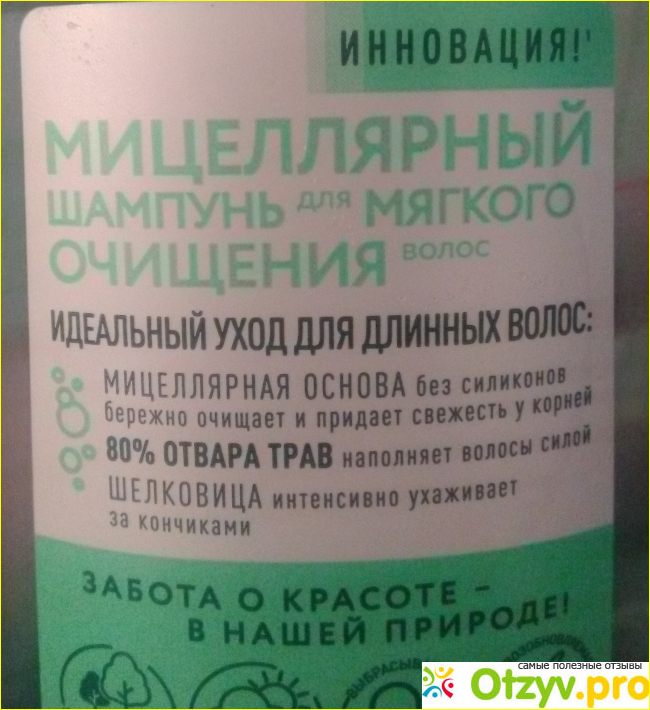 ИННОВАЦИЯ!¹
МИЦЕЛЛЯРНЫЙ
ШАМПУНЬ ДЛЯ МЯГКОГО
ОЧИЩЕНИЯ ВОЛОС
ИДЕАЛЬНЫЙ УХОД ДЛЯ ДЛИННЫХ ВОЛОС:
МИЦЕЛЛЯРНАЯ ОСНОВА без силиконов
бережно очищает и придает свежесть у корней
80% ОТВАРА ТРАВ наполняет волосы силой
ШЕЛКОВИЦА интенсивно ухаживает
за кончиками
ЗАБОТА О КРАСОТЕ –
В НАШЕЙ ПРИРОДЕ!
самые полезные отзывы
Otzyv.pro